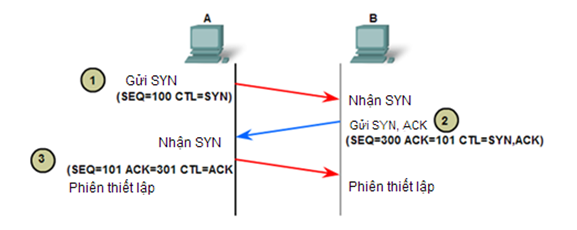 A
B
1
Gửi SYN
(SEQ=100 CTL=SYN)
Nhận SYN
Gửi SYN, ACK
2
(SEQ=300 ACK=101 CTL=SYN,ACK)
Nhận SYN
3
(SEQ=101 ACK=301 CTL=ACK
Phiên thiết lập
Phiên thiết lập